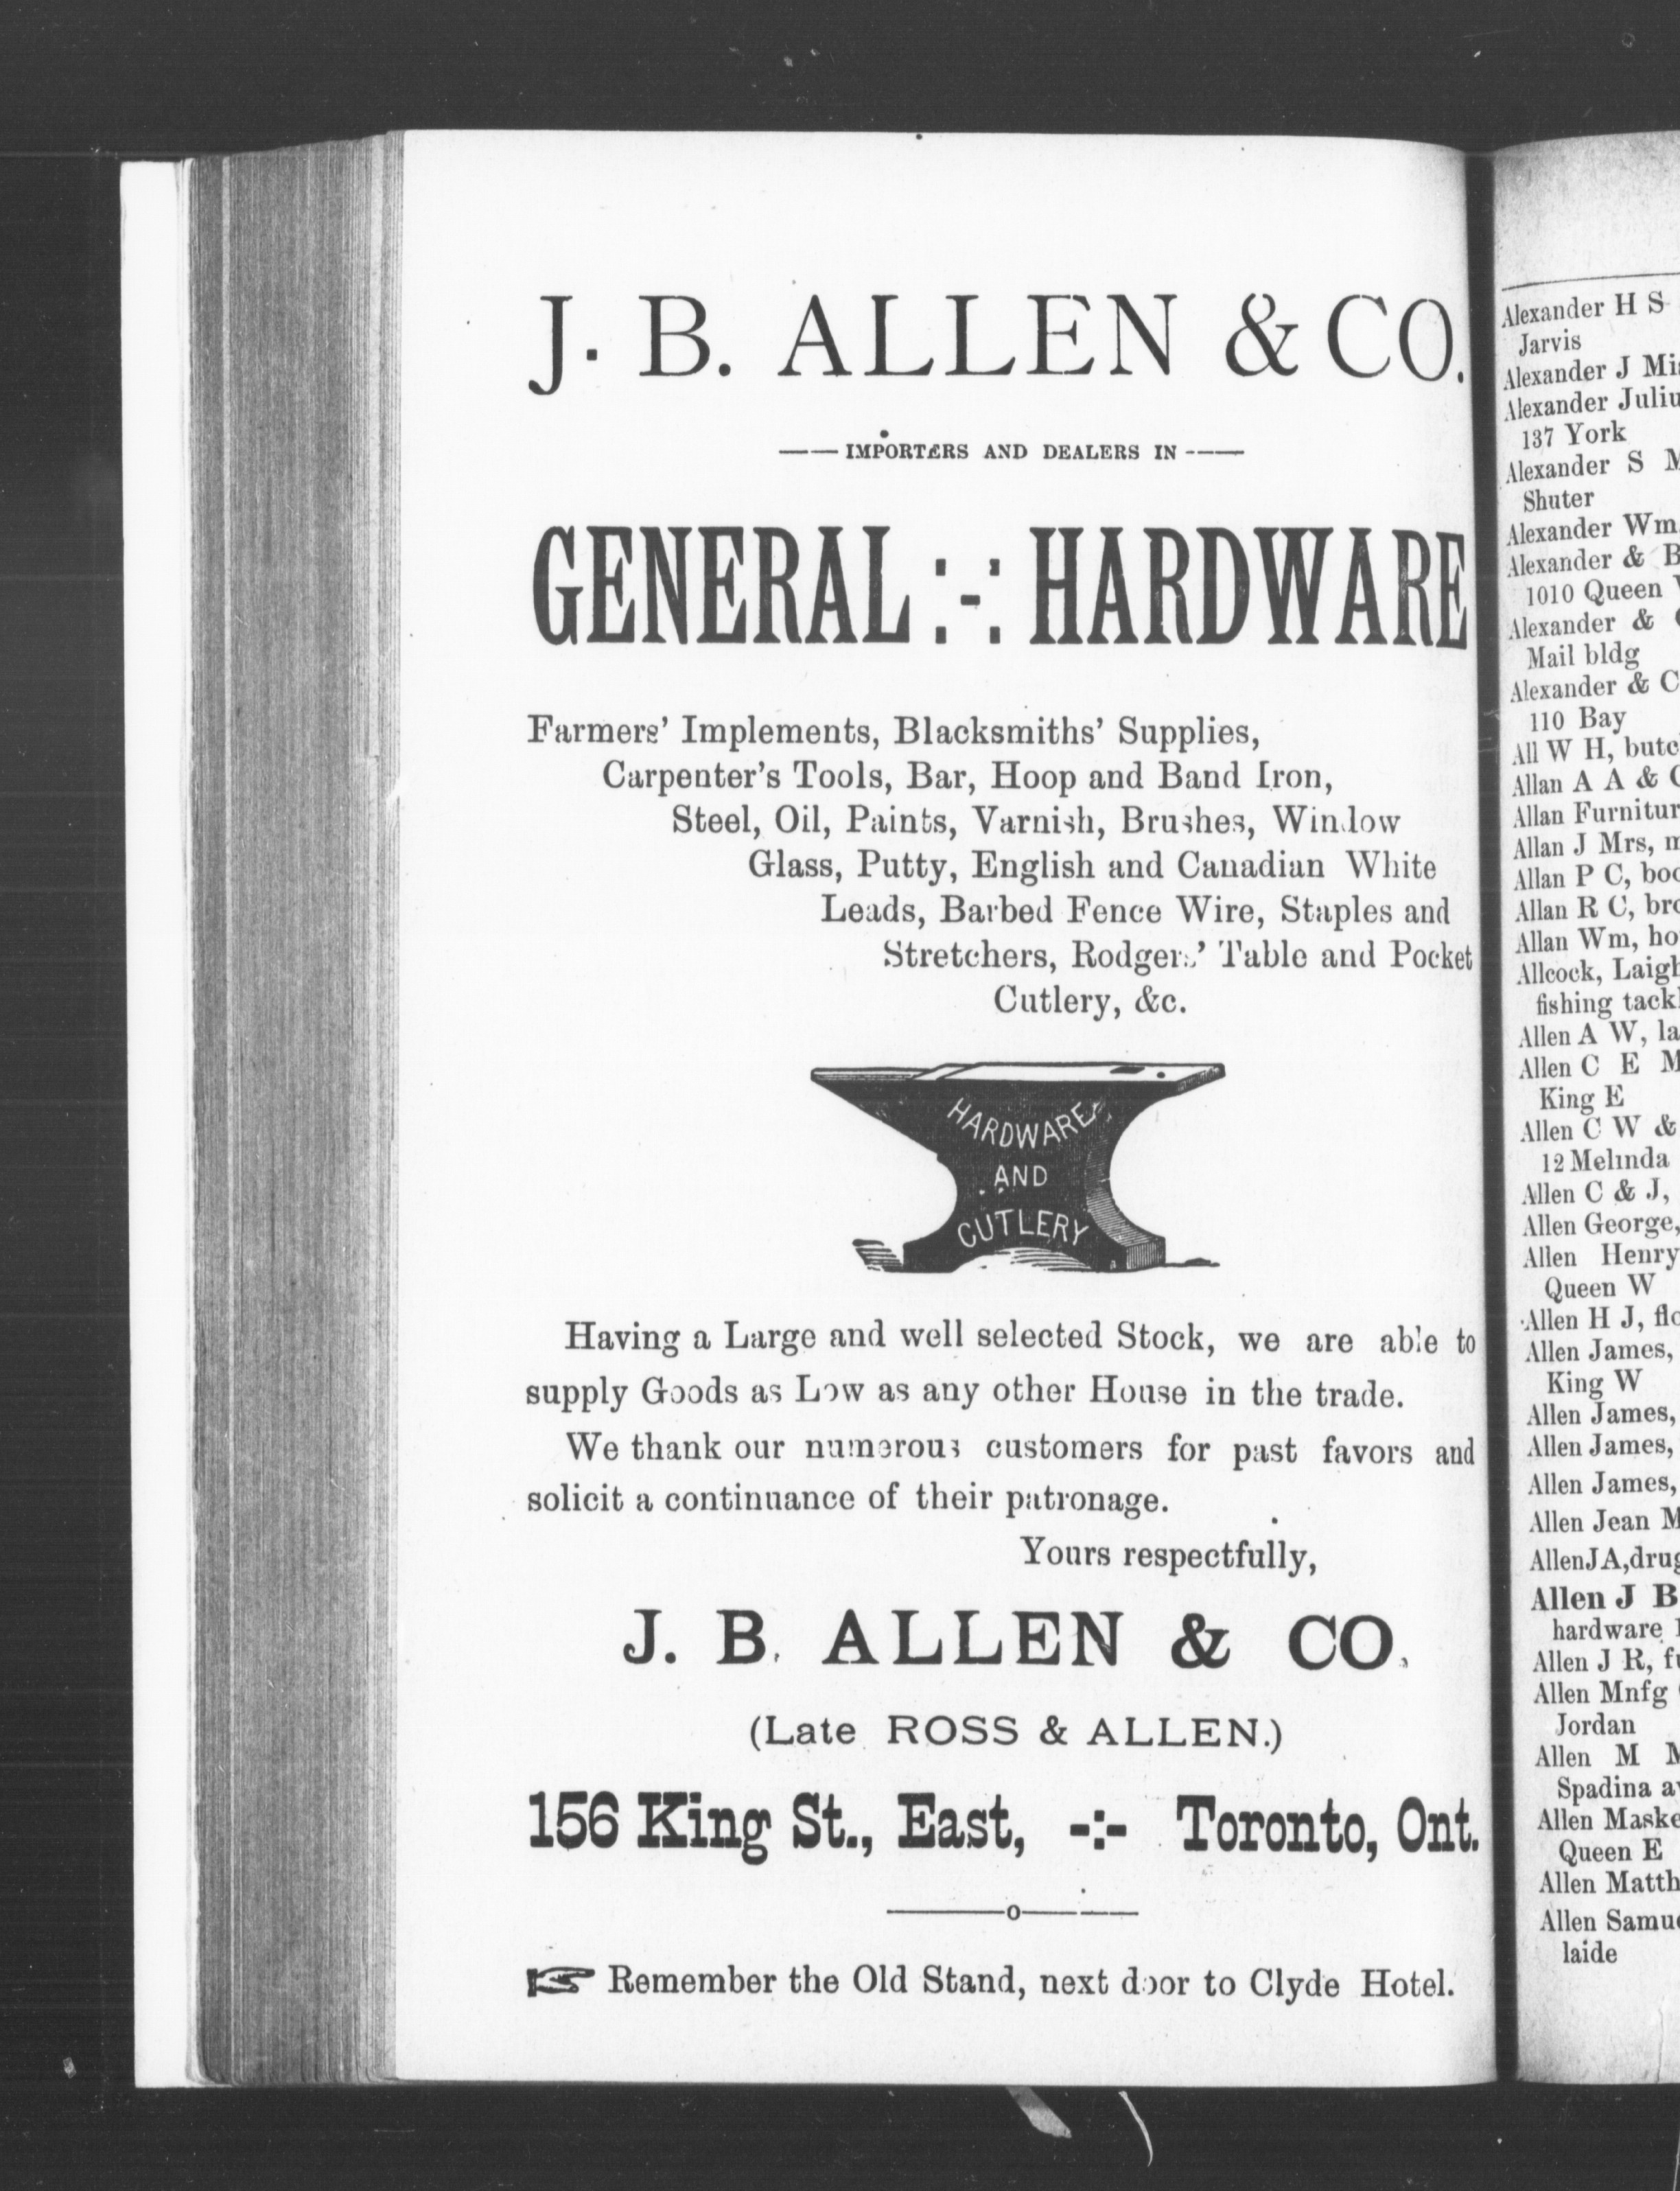 J. B. ALLEN & CO.
—— IMPORTERS AND DEALERS IN ——
GENERAL :-: HARDWARE
Farmers' Implements, Blacksmiths' Supplies,
Carpenter's Tools, Bar, Hoop and Band Iron,
Steel, Oil, Paints, Varnish, Brushes, Window
Glass, Putty, English and Canadian White
Leads, Barbed Fence Wire, Staples and
Stretchers, Rodgers' Table and Pocket
Cutlery, &c.
HARDWARE
AND
CUTLERY
Having a Large and well selected Stock, we are able to
supply Goods as Low as any other House in the trade.
We thank our numerous customers for past favors and
solicit a continuance of their patronage.
Yours respectfully,
J. B. ALLEN & CO.
(Late ROSS & ALLEN.)
156 King St., East, -:- Toronto, Ont.
——o——
☞ Remember the Old Stand, next door to Clyde Hotel.
Alexander H S
Jarvis
Alexander J
Alexander
137 York
Alexander S
Shuter
Alexander Wm
Alexander &
1010 Queen
Alexander &
Mail bldg
Alexander &
110 Bay
All W H,
Allan A A &
Allan
Allan J Mrs,
Allan P C,
Allan R C,
Allan Wm,
Allcock,
fishing
Allen A W,
Allen C E
King E
Allen C W &
12 Melinda
Allen C & J,
Allen George,
Allen Henry
Queen W
Allen H J,
Allen James,
King W
Allen James,
Allen James,
Allen James,
Allen Jean
Allen J A,
Allen J B
hardware
Allen J R,
Allen Mnfg
Jordan
Allen M
Spadina
Allen
Queen E
Allen
Allen
laide